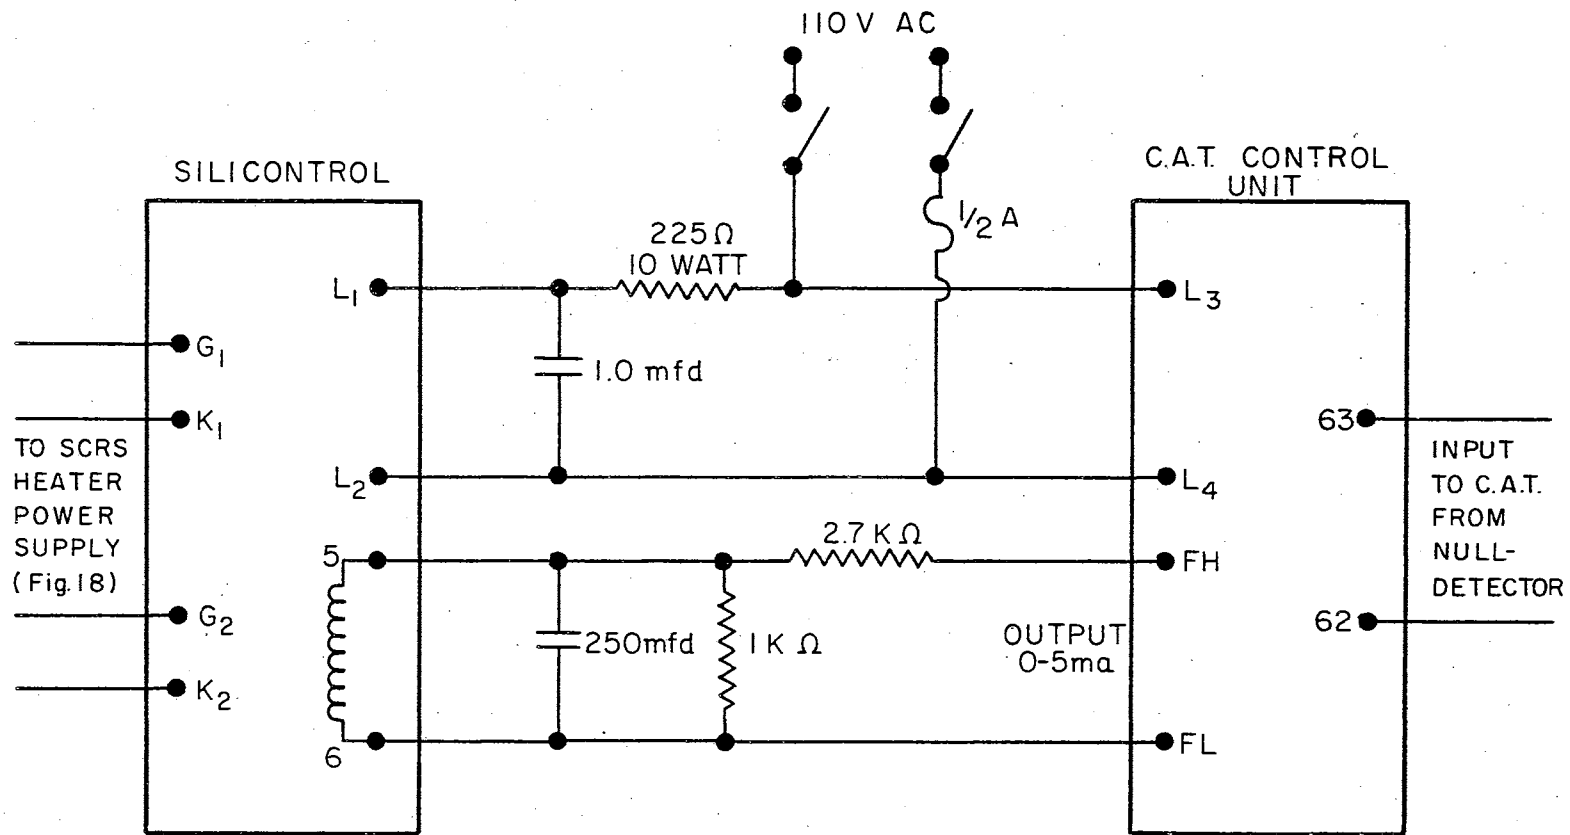 110V AC
SILICONTROL
C.A.T. CONTROL
UNIT
1/2 A
225Ω
10 WATT
L1
L3
G1
1.0 mfd
K1
63
TO SCRS
HEATER
POWER
SUPPLY
(Fig.18)
INPUT
TO C.A.T.
FROM
NULL-
DETECTOR
L2
L4
2.7 K Ω
5
FH
G2
62
250mfd
1 K Ω
OUTPUT
0-5ma
K2
6
FL